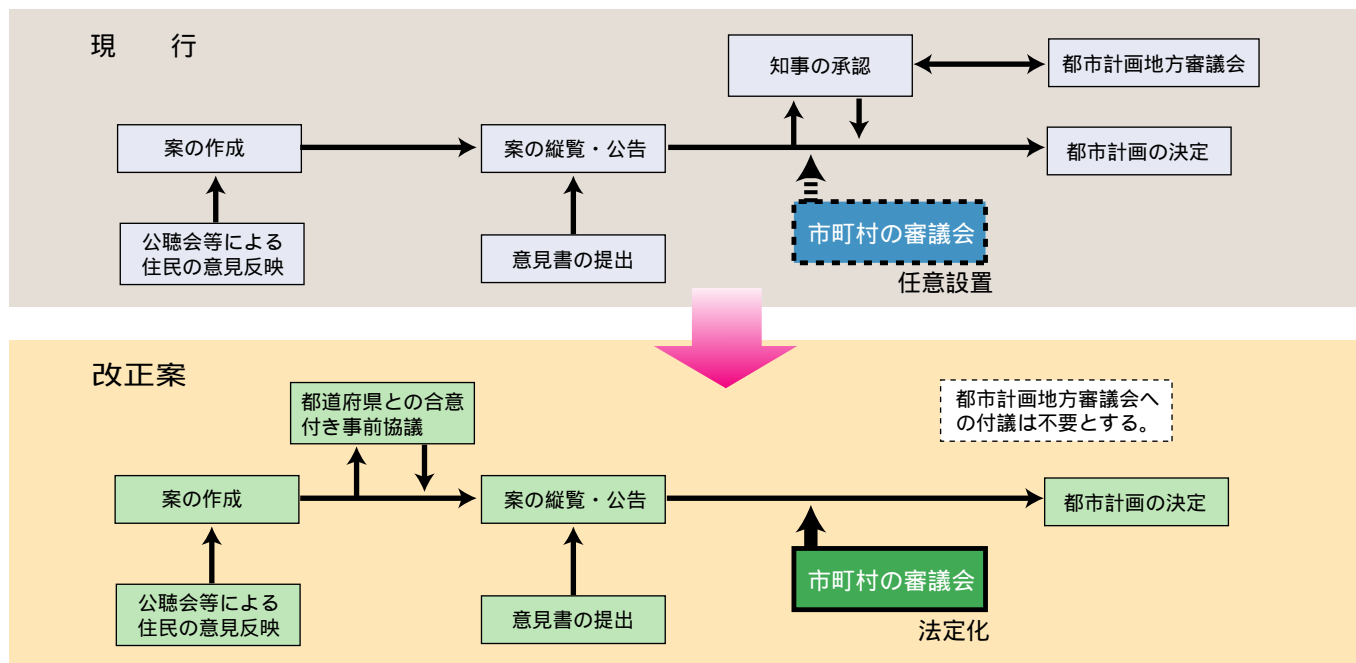 現　行
知事の承認
都市計画地方審議会
案の作成
案の縦覧・公告
都市計画の決定
公聴会等による
住民の意見反映
意見書の提出
市町村の審議会
任意設置
改正案
都道府県との合意
付き事前協議
都市計画地方審議会へ
の付議は不要とする。
案の作成
案の縦覧・公告
都市計画の決定
公聴会等による
住民の意見反映
意見書の提出
市町村の審議会
法定化